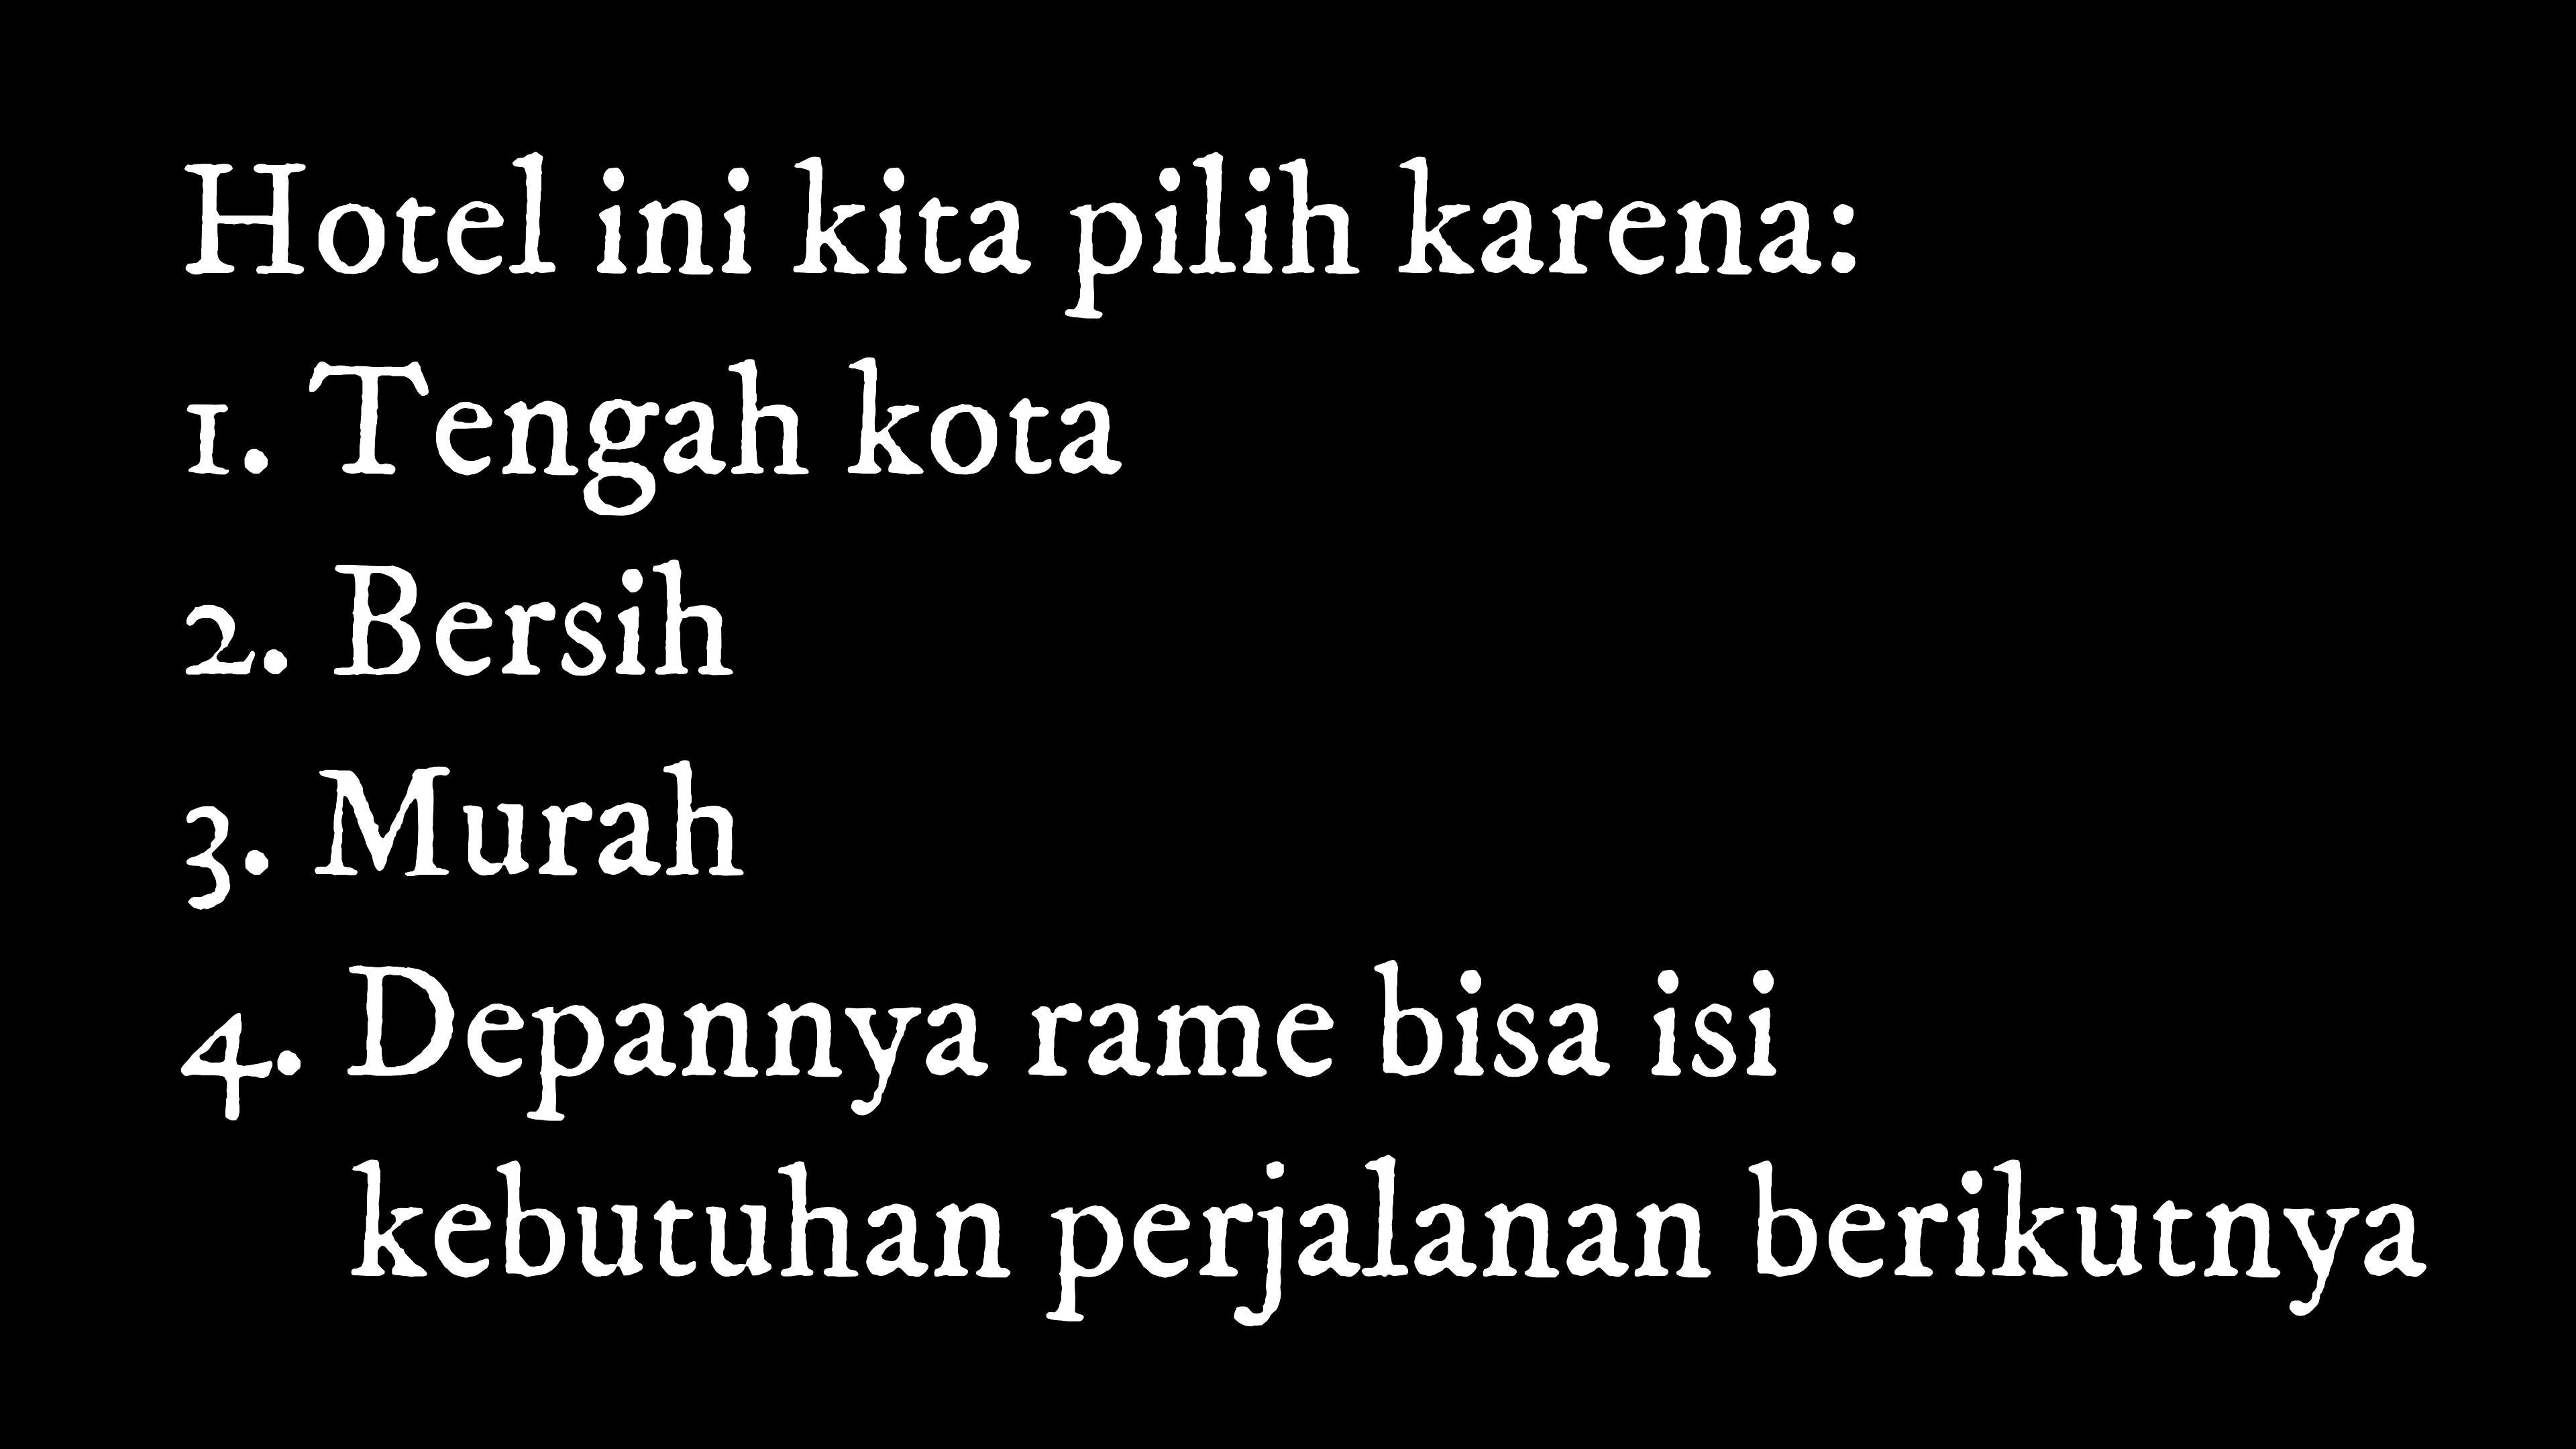 Hotel ini kita pilih karena:
1. Tengah kota
2. Bersih
3. Murah
4. Depannya rame bisa isi
kebutuhan perjalanan berikutnya